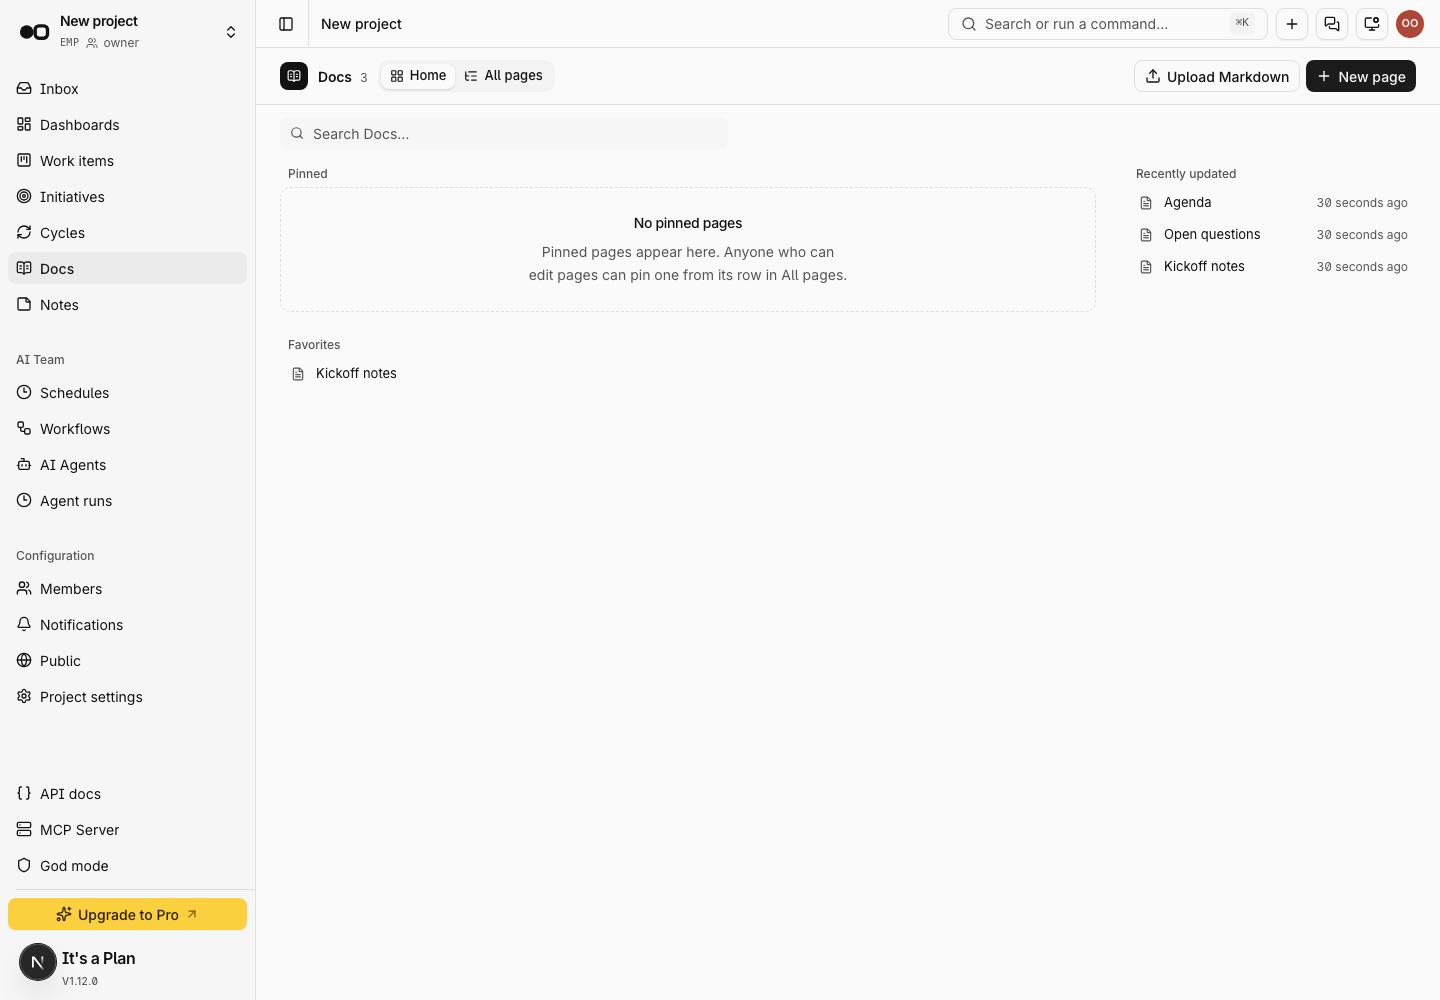 New project
EMP owner
Inbox
Dashboards
Work items
Initiatives
Cycles
Docs
Notes
AI Team
Schedules
Workflows
AI Agents
Agent runs
Configuration
Members
Notifications
Public
Project settings
API docs
MCP Server
God mode
Upgrade to Pro
N
It's a Plan
V1.12.0
New project
Search or run a command... ⌘K
OO
Docs 3
Home
All pages
Upload Markdown
New page
Search Docs...
Pinned
No pinned pages
Pinned pages appear here. Anyone who can
edit pages can pin one from its row in All pages.
Favorites
Kickoff notes
Recently updated
Agenda 30 seconds ago
Open questions 30 seconds ago
Kickoff notes 30 seconds ago